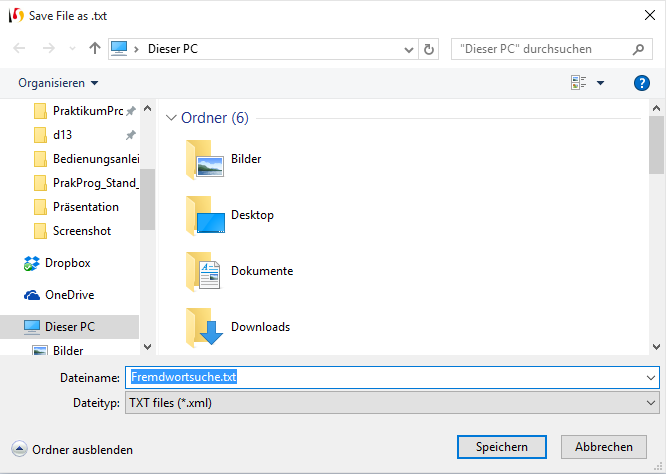 Save File as .txt
Dieser PC
"Dieser PC" durchsuchen
Organisieren
?
PraktikumPrc
d13
Bedienungsanlei
PrakProg_Stand_
Präsentation
Screenshot
Dropbox
OneDrive
Dieser PC
Bilder
Ordner (6)
Bilder
Desktop
Dokumente
Downloads
Dateiname: Fremdwortsuche.txt
Dateityp: TXT files (*.xml)
Ordner ausblenden
Speichern
Abbrechen